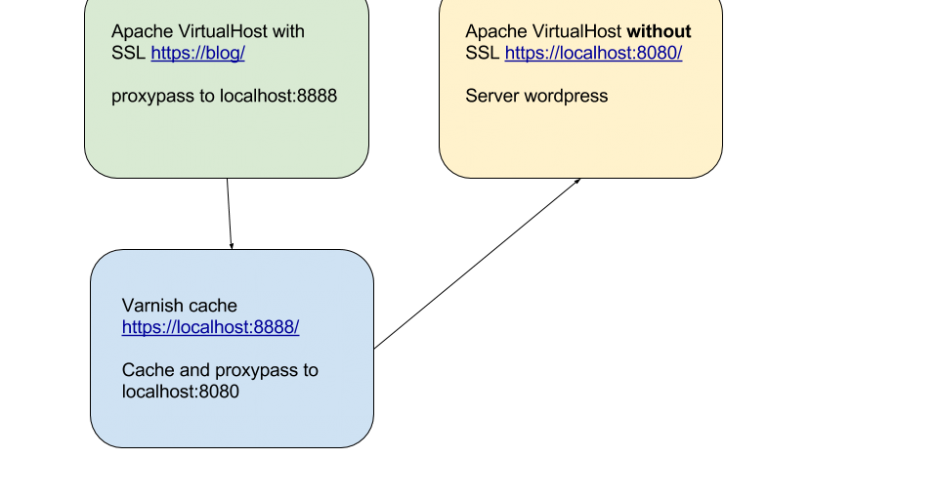 Apache VirtualHost with
SSL https://blog/
proxypass to localhost:8888
Apache VirtualHost without
SSL https://localhost:8080/
Server wordpress
Varnish cache
https://localhost:8888/
Cache and proxypass to
localhost:8080